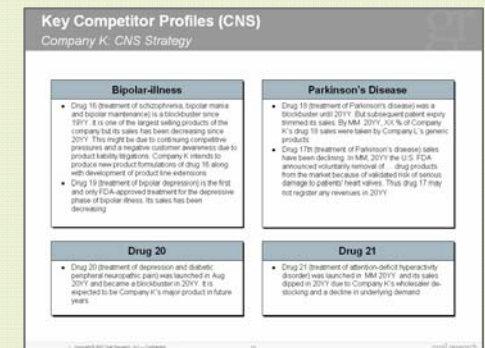 Key Competitor Profiles (CNS)
Company K: CNS Strategy
Bipolar-illness
• Drug 16 (treatment of schizophrenia, bipolar mania
and bipolar maintenance) is a blockbuster since
19YY. It is one of the largest selling products of the
company but its sales has been decreasing since
20YY. This might be due to continuing competitive
pressures and a negative customer awareness due to
product liability litigations. Company K intends to
produce new product formulations of drug 16 along
with development of product line extensions
• Drug 19 (treatment of bipolar depression) is the first
and only FDA-approved treatment for the depressive
phase of bipolar illness. Its sales has been
decreasing
Parkinson's Disease
• Drug 18 (treatment of Parkinson's disease) was a
blockbuster until 20YY. But subsequent patent expiry
trimmed its sales. By MM 20YY, XX % of Company
K's drug 18 sales were taken by Company L's generic
products
• Drug 17th (treatment of Parkinson's disease) sales
have been declining. In MM, 20YY the U.S. FDA
announced voluntarily removal of ... drug products
from the market because of validated risk of serious
damage to patients' heart valves. Thus drug 17 may
not register any revenues in 20YY
Drug 20
• Drug 20 (treatment of depression and diabetic
peripheral neuropathic pain) was launched in Aug
20YY and became a blockbuster in 20YY. It is
expected to be Company K's major product in future
years
Drug 21
• Drug 21 (treatment of attention-deficit hyperactivity
disorder) was launched in MM 20YY and its sales
dipped in 20YY due to Company K's wholesaler de-
stocking and a decline in underlying demand